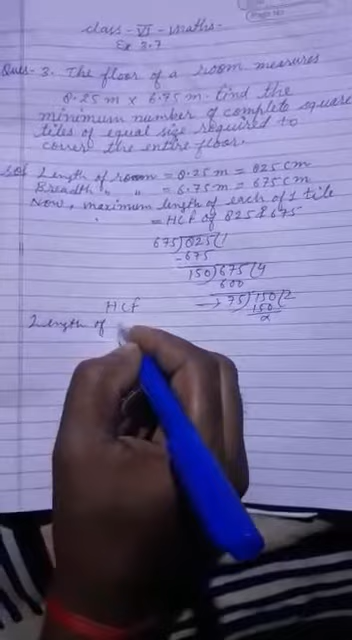 class - VI - Maths -
Ex 3.7
Ques - 3. The floor of a room measures
8.25 m × 6.75 m. Find the
minimum number of complete square
tiles of equal size required to
cover the entire floor.
Sol Length of room = 8.25 m = 825 cm
Breadth " " = 6.75 m = 675 cm
Now, maximum length of each of 1 tile
= HCF of 825 & 675
675)825(1
-675
150)675(4
600
→ 75)150(2
150
HCF
Length of